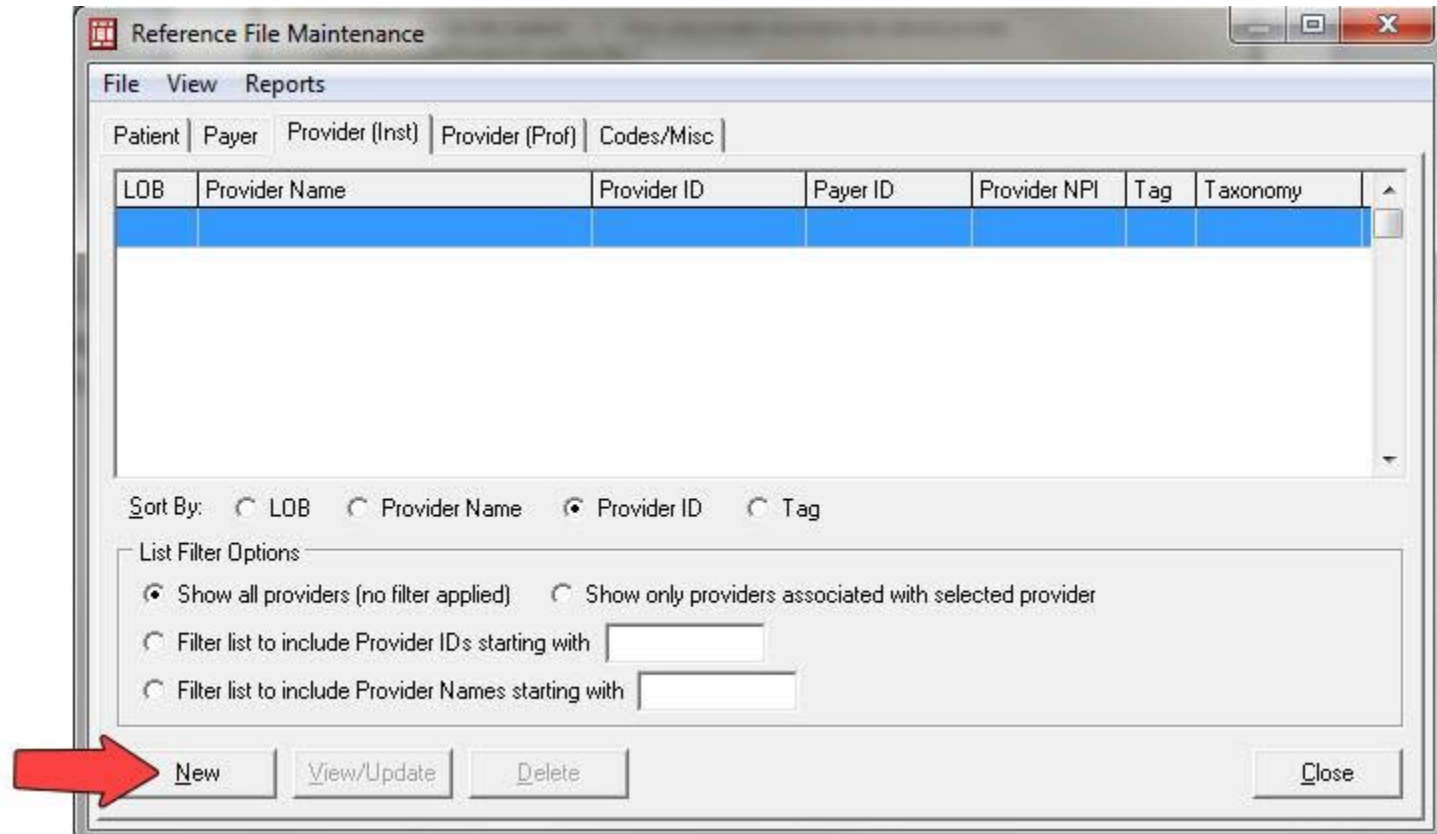 Reference File Maintenance
File View Reports
Patient Payer Provider (Inst) Provider (Prof) Codes/Misc
LOB Provider Name Provider ID Payer ID Provider NPI Tag Taxonomy
Sort By: LOB Provider Name Provider ID Tag
List Filter Options
Show all providers (no filter applied) Show only providers associated with selected provider
Filter list to include Provider IDs starting with
Filter list to include Provider Names starting with
New View/Update Delete Close